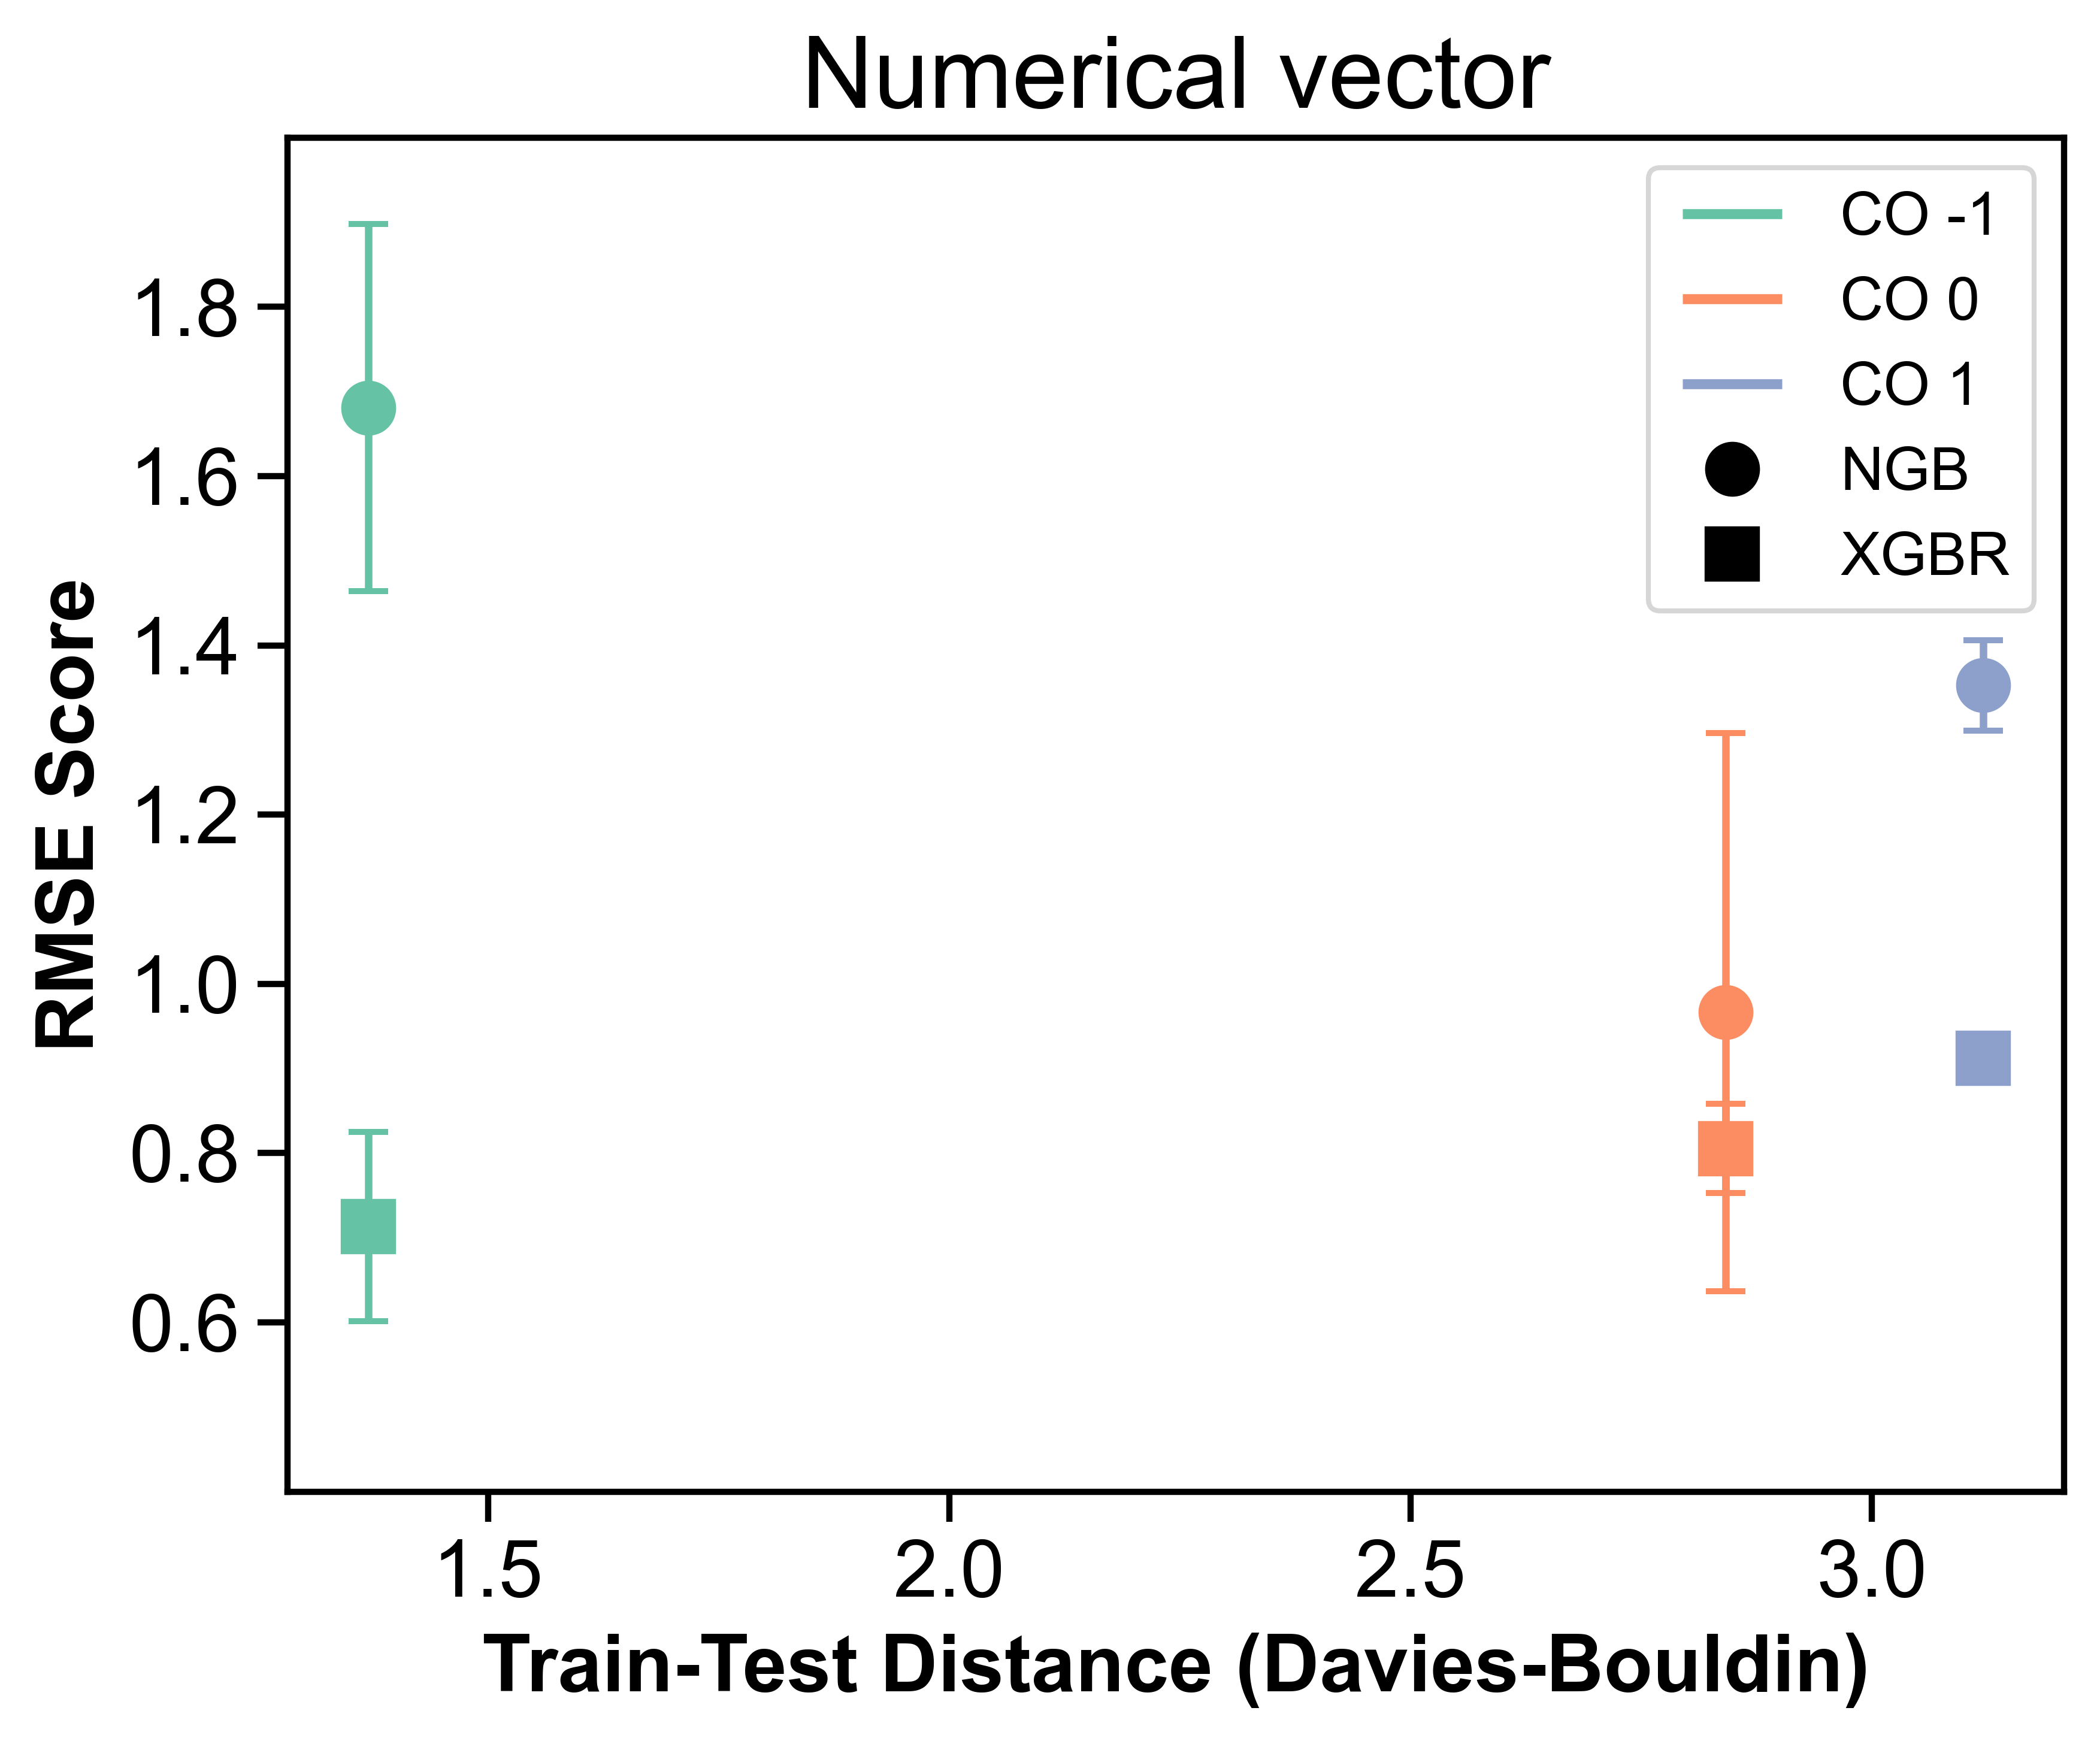 Numerical vector
CO -1
CO 0
CO 1
NGB
XGBR
RMSE Score
1.8
1.6
1.4
1.2
1.0
0.8
0.6
1.5 2.0 2.5 3.0
Train-Test Distance (Davies-Bouldin)